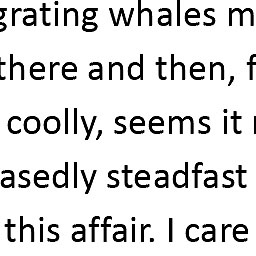 grating whales m
there and then, f
coolly, seems it
asedly steadfast
this affair. I care